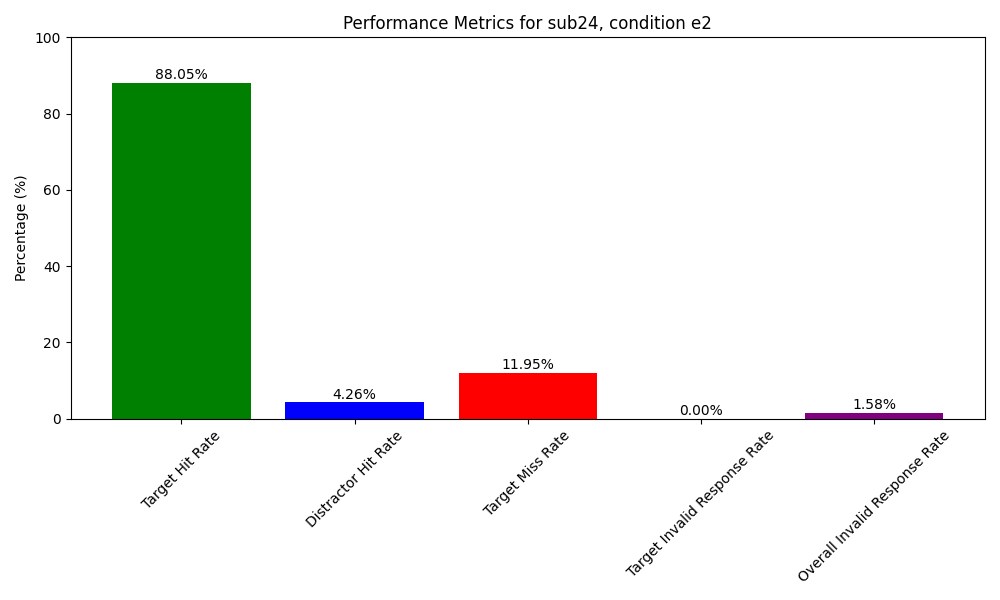 Performance Metrics for sub24, condition e2
Percentage (%)
100
80
60
40
20
0
88.05%
4.26%
11.95%
0.00%
1.58%
Target Hit Rate
Distractor Hit Rate
Target Miss Rate
Target Invalid Response Rate
Overall Invalid Response Rate